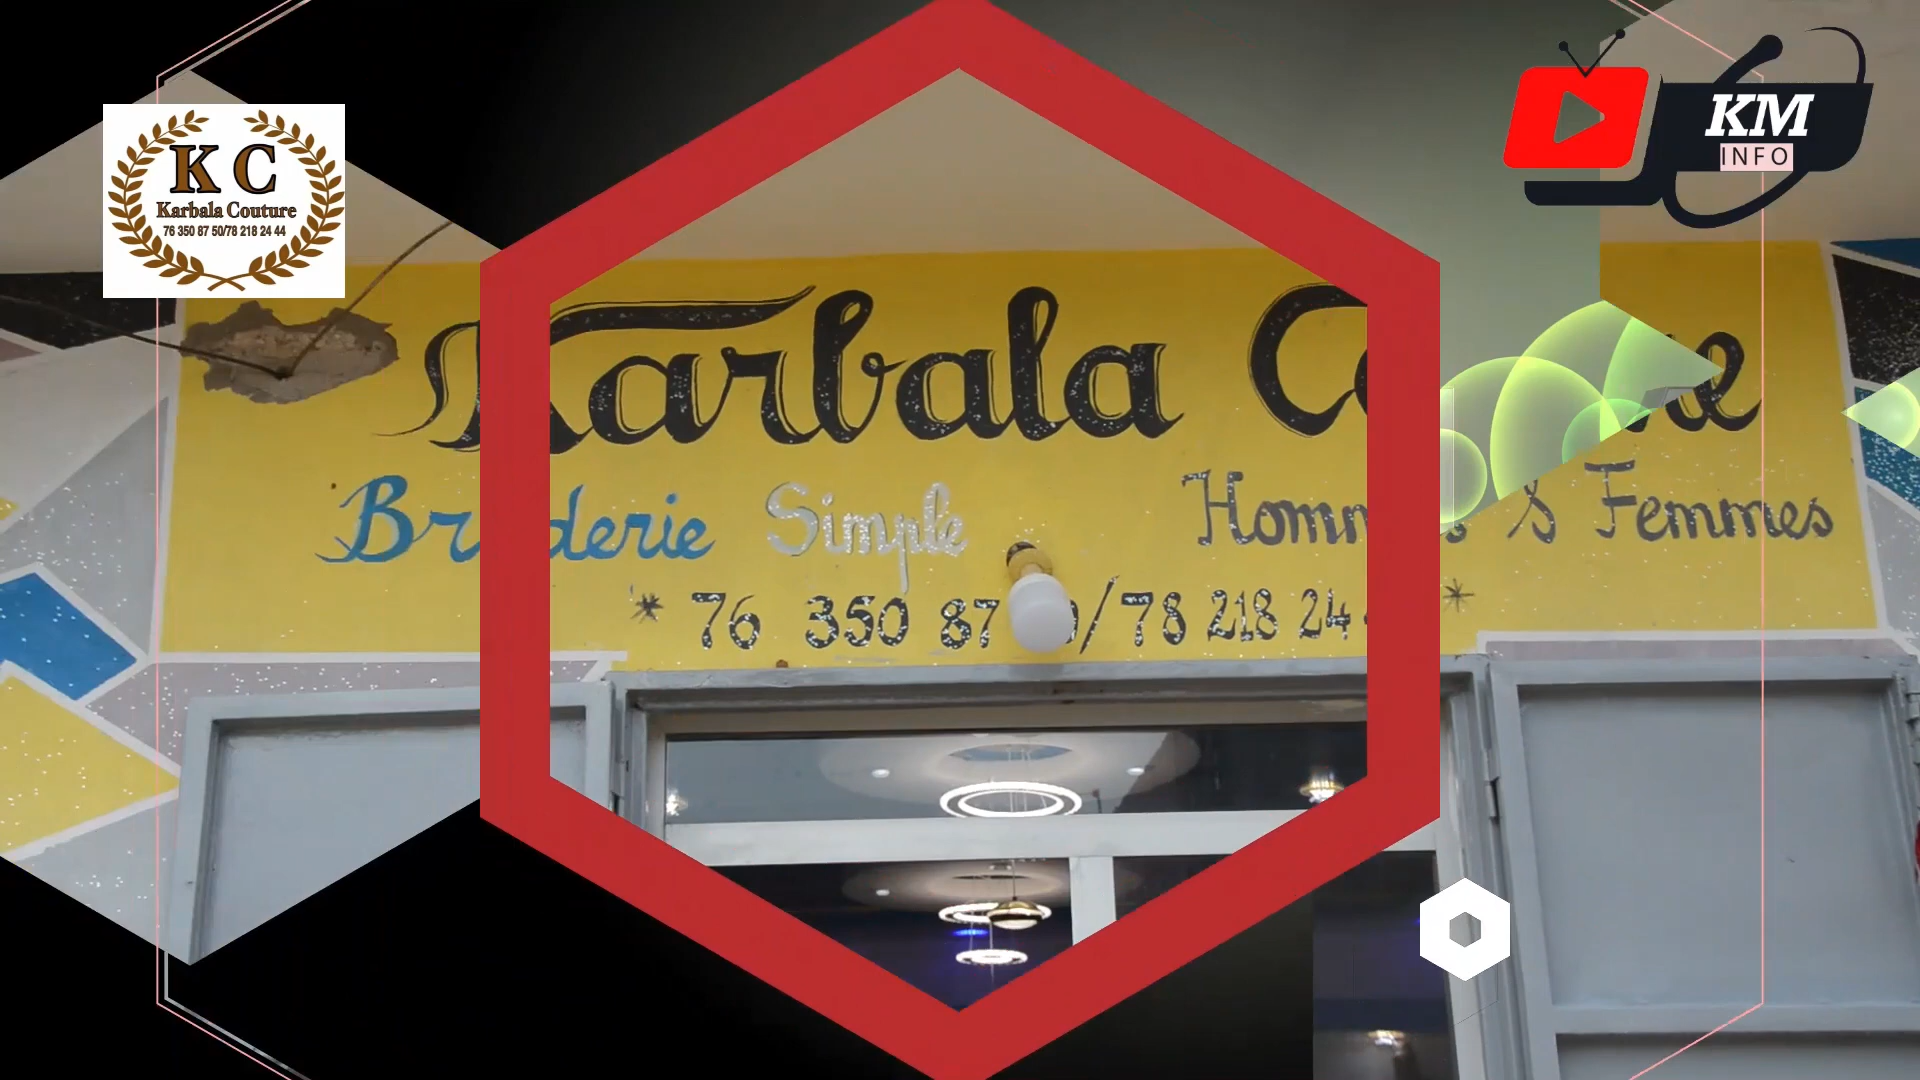 K C
Karbala Couture
76 350 87 50/78 218 24 44
KM
INFO
Karbala C
Simple Femmes
* 76 350 87 / 78 218 24 *